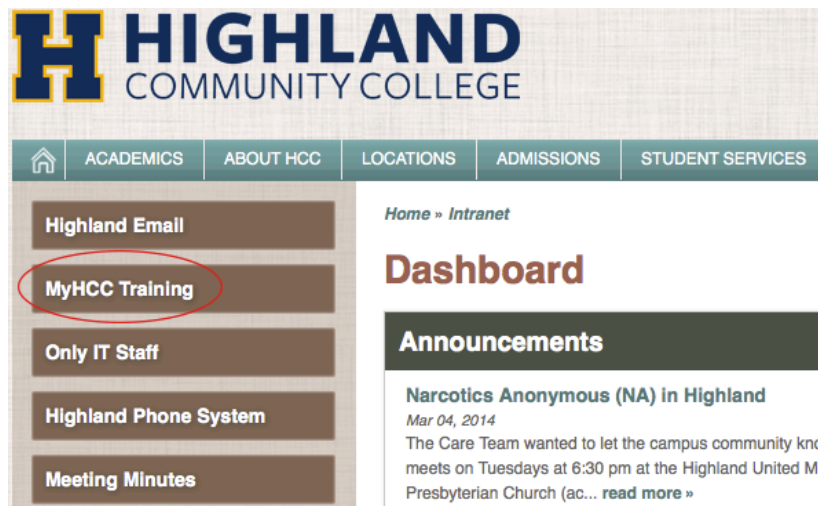 HIGHLAND
COMMUNITY COLLEGE
ACADEMICS
ABOUT HCC
LOCATIONS
ADMISSIONS
STUDENT SERVICES
Highland Email
MyHCC Training
Only IT Staff
Highland Phone System
Meeting Minutes
Home » Intranet
Dashboard
Announcements
Narcotics Anonymous (NA) in Highland
Mar 04, 2014
The Care Team wanted to let the campus community
meets on Tuesdays at 6:30 pm at the Highland United
Presbyterian Church (ac... read more »